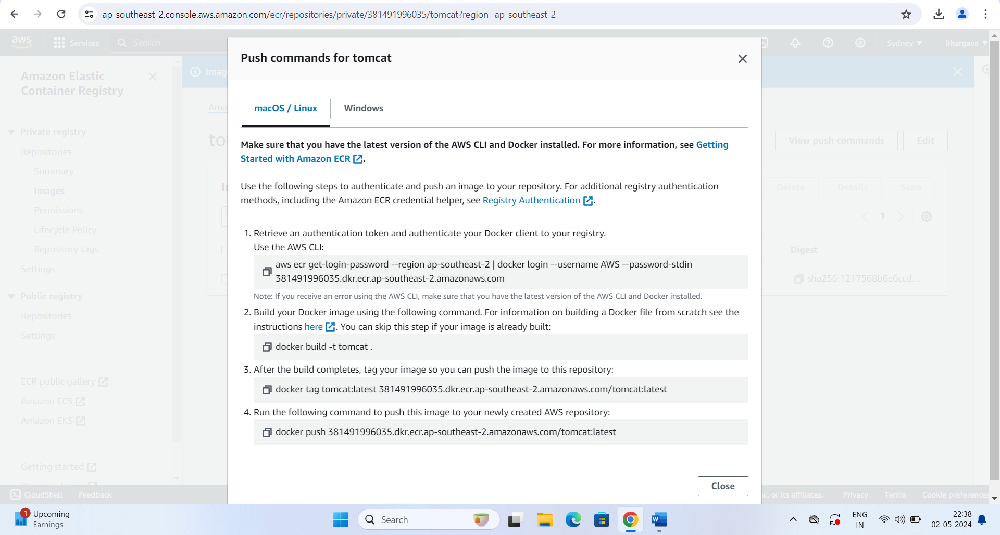 ap-southeast-2.console.aws.amazon.com/ecr/repositories/private/381491996035/tomcat?region=ap-southeast-2
aws
Services
Search
Sydney
Bhargava
Push commands for tomcat
Amazon Elastic
Container Registry
Private registry
Repositories
Summary
Images
Permissions
Lifecycle Policy
Repository tags
Settings
Public registry
Repositories
Settings
ECR public gallery
Amazon ECS
Amazon EKS
Getting started
macOS / Linux
Windows
Make sure that you have the latest version of the AWS CLI and Docker installed. For more information, see Getting
Started with Amazon ECR .
Use the following steps to authenticate and push an image to your repository. For additional registry authentication
methods, including the Amazon ECR credential helper, see Registry Authentication .
1. Retrieve an authentication token and authenticate your Docker client to your registry.
Use the AWS CLI:
aws ecr get-login-password --region ap-southeast-2 | docker login --username AWS --password-stdin
381491996035.dkr.ecr.ap-southeast-2.amazonaws.com
Note: If you receive an error using the AWS CLI, make sure that you have the latest version of the AWS CLI and Docker installed.
2. Build your Docker image using the following command. For information on building a Docker file from scratch see the
instructions here . You can skip this step if your image is already built:
docker build -t tomcat .
3. After the build completes, tag your image so you can push the image to this repository:
docker tag tomcat:latest 381491996035.dkr.ecr.ap-southeast-2.amazonaws.com/tomcat:latest
4. Run the following command to push this image to your newly created AWS repository:
docker push 381491996035.dkr.ecr.ap-southeast-2.amazonaws.com/tomcat:latest
Close
View push commands
Edit
Delete
Details
Scan
1
Digest
sha256:1217568b6e6ccd...
CloudShell
Feedback
nc. or its affiliates.
Privacy
Terms
Cookie preferences
1
Upcoming
Earnings
Search
ENG
IN
22:38
02-05-2024